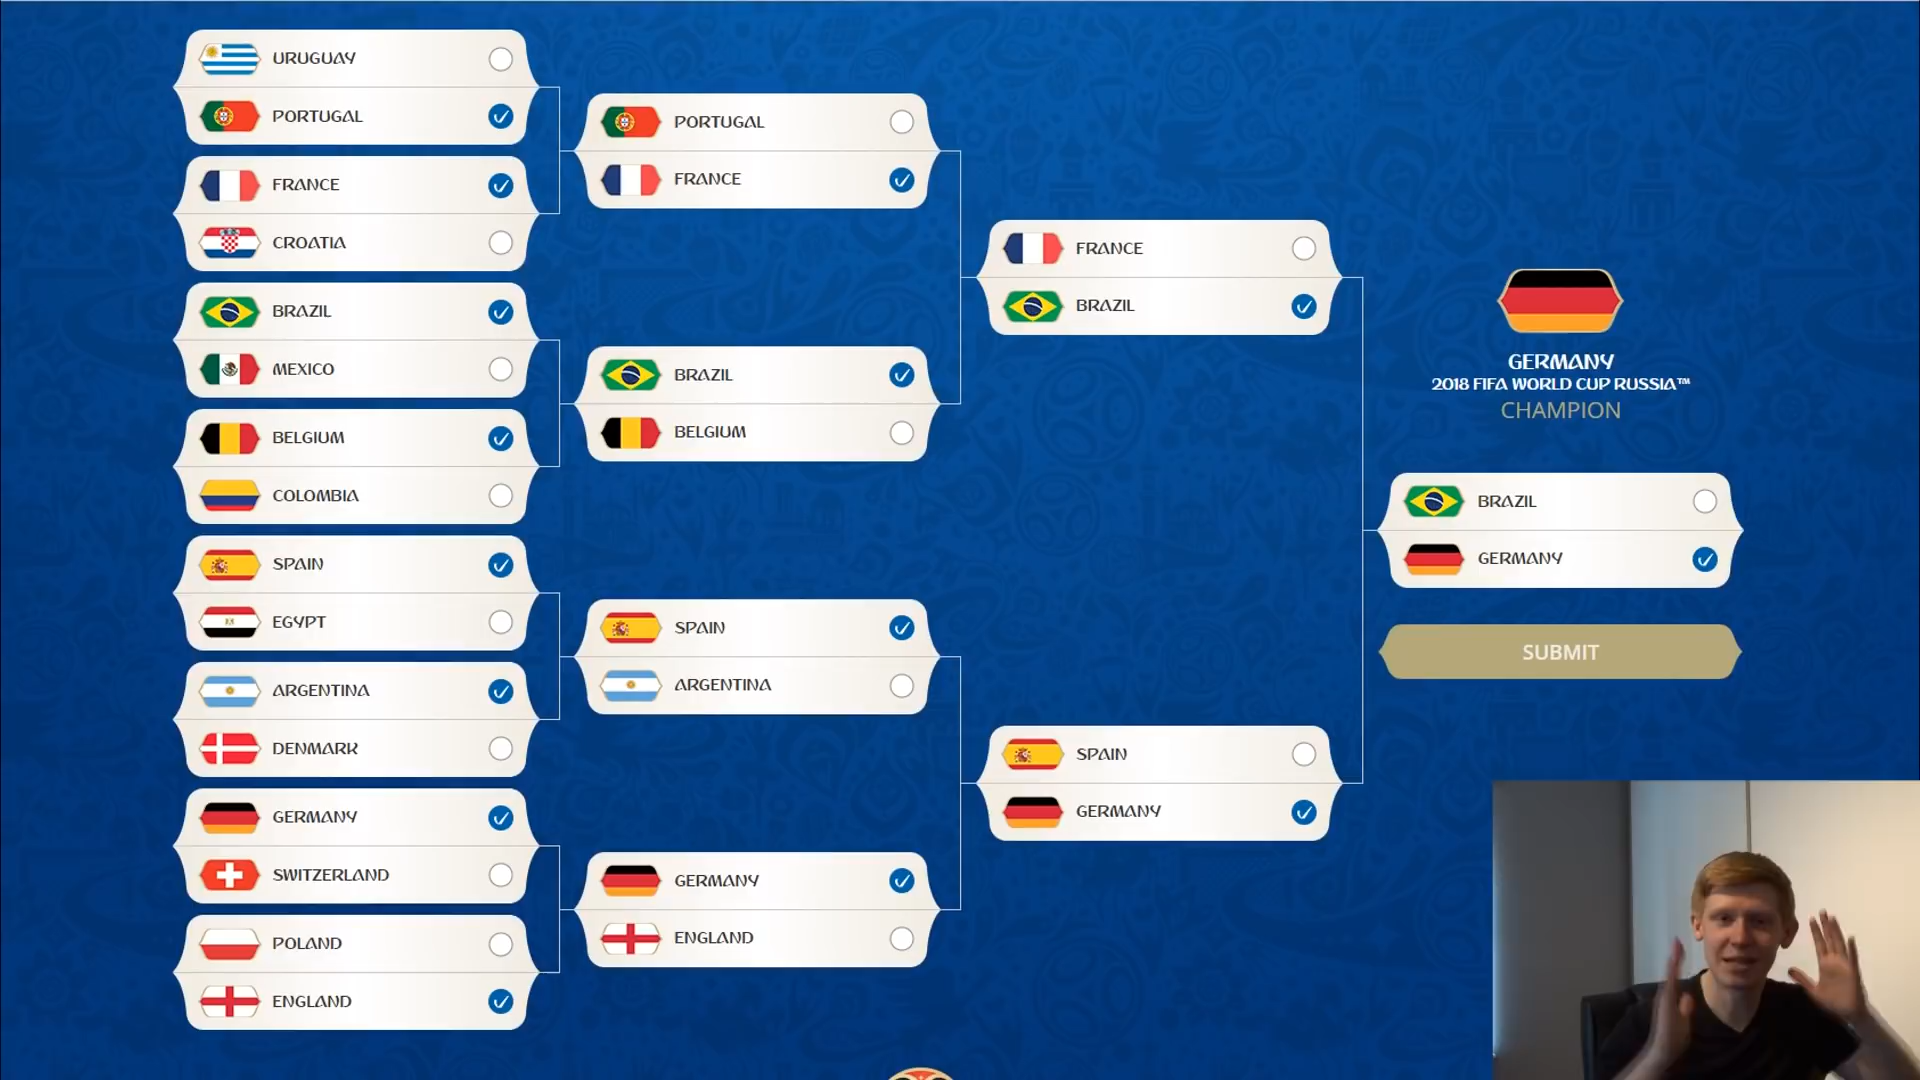 URUGUAY
PORTUGAL
FRANCE
CROATIA
BRAZIL
MEXICO
BELGIUM
COLOMBIA
SPAIN
EGYPT
ARGENTINA
DENMARK
GERMANY
SWITZERLAND
POLAND
ENGLAND
PORTUGAL
FRANCE
BRAZIL
BELGIUM
SPAIN
ARGENTINA
GERMANY
ENGLAND
FRANCE
BRAZIL
SPAIN
GERMANY
GERMANY
2018 FIFA WORLD CUP RUSSIA™
CHAMPION
BRAZIL
GERMANY
SUBMIT